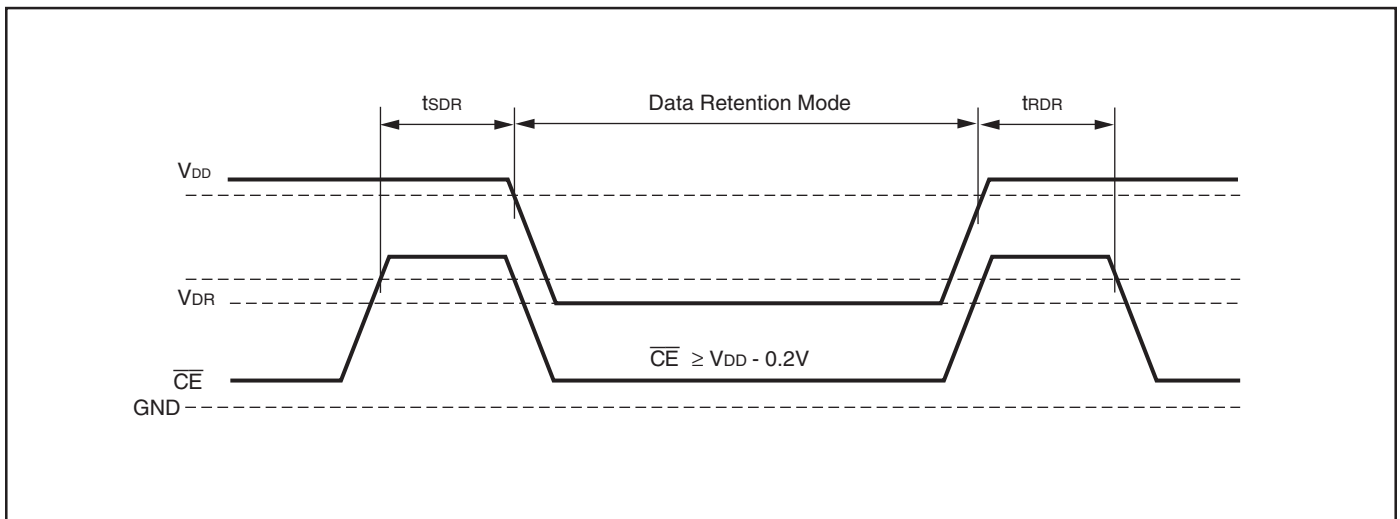 tSDR Data Retention Mode tRDR
VDD
VDR
CE ≥ VDD - 0.2V
CE
GND